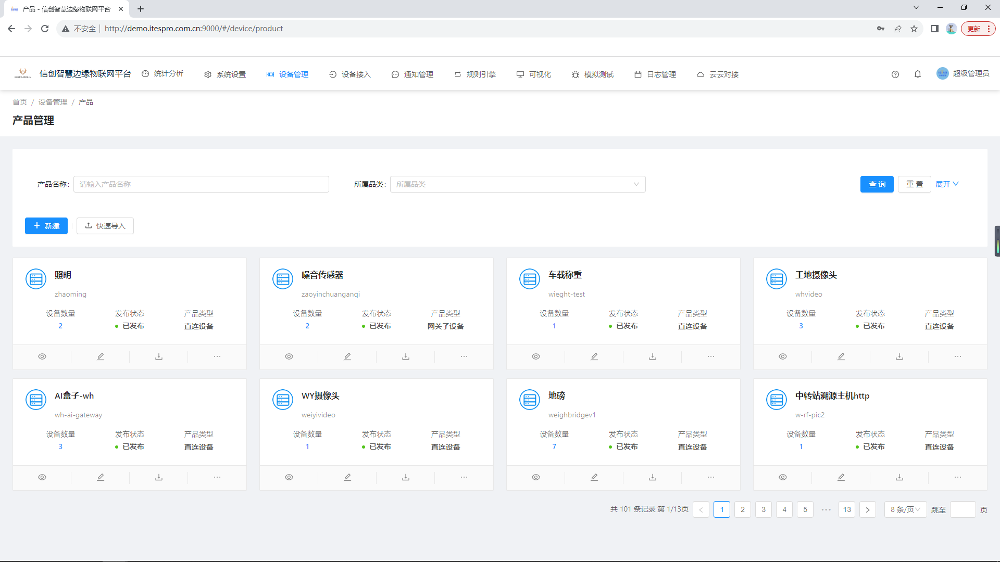 产品 - 信创智慧边缘物联网平台
不安全 http://demo.itespro.com.cn:9000/#/device/product 更新
信创智慧边缘物联网平台 统计分析 系统设置 设备管理 设备接入 通知管理 规则引擎 可视化 模拟测试 日志管理 云云对接 超级管理员
首页 / 设备管理 / 产品
产品管理
产品名称: 请输入产品名称 所属品类: 所属品类 查 询 重 置 展开
新建 快速导入
照明 噪音传感器 车载称重 工地摄像头
zhaoming zaoyinchuanganqi wieght-test whvideo
设备数量 发布状态 产品类型 设备数量 发布状态 产品类型 设备数量 发布状态 产品类型 设备数量 发布状态 产品类型
2 已发布 直连设备 2 已发布 网关子设备 1 已发布 直连设备 3 已发布 直连设备
AI盒子-wh WY摄像头 地磅 中转站溯源主机http
wh-ai-gateway weiyivideo weighbridgev1 w-rf-pic2
设备数量 发布状态 产品类型 设备数量 发布状态 产品类型 设备数量 发布状态 产品类型 设备数量 发布状态 产品类型
3 已发布 直连设备 1 已发布 直连设备 7 已发布 直连设备 1 已发布 直连设备
共 101 条记录 第 1/13页 1 2 3 4 5 ••• 13 8 条/页 跳至 页